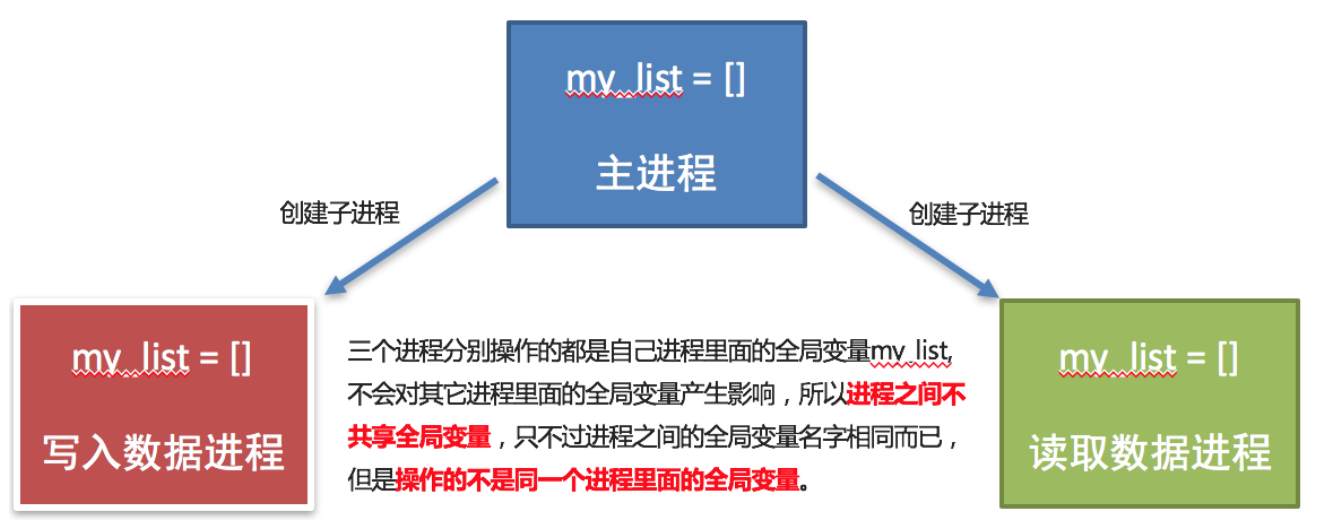 my_list = []
主进程
创建子进程
创建子进程
my_list = []
写入数据进程
三个进程分别操作的都是自己进程里面的全局变量my_list,
不会对其它进程里面的全局变量产生影响，所以进程之间不
共享全局变量，只不过进程之间的全局变量名字相同而已，
但是操作的不是同一个进程里面的全局变量。
my_list = []
读取数据进程